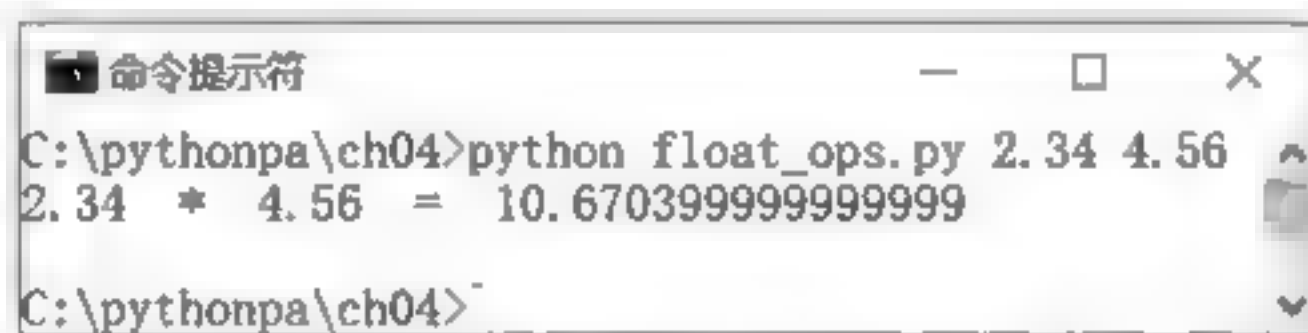 命令提示符
C:\pythonpa\ch04>python float_ops.py 2.34 4.56
2.34  *  4.56  =  10.670399999999999
C:\pythonpa\ch04>